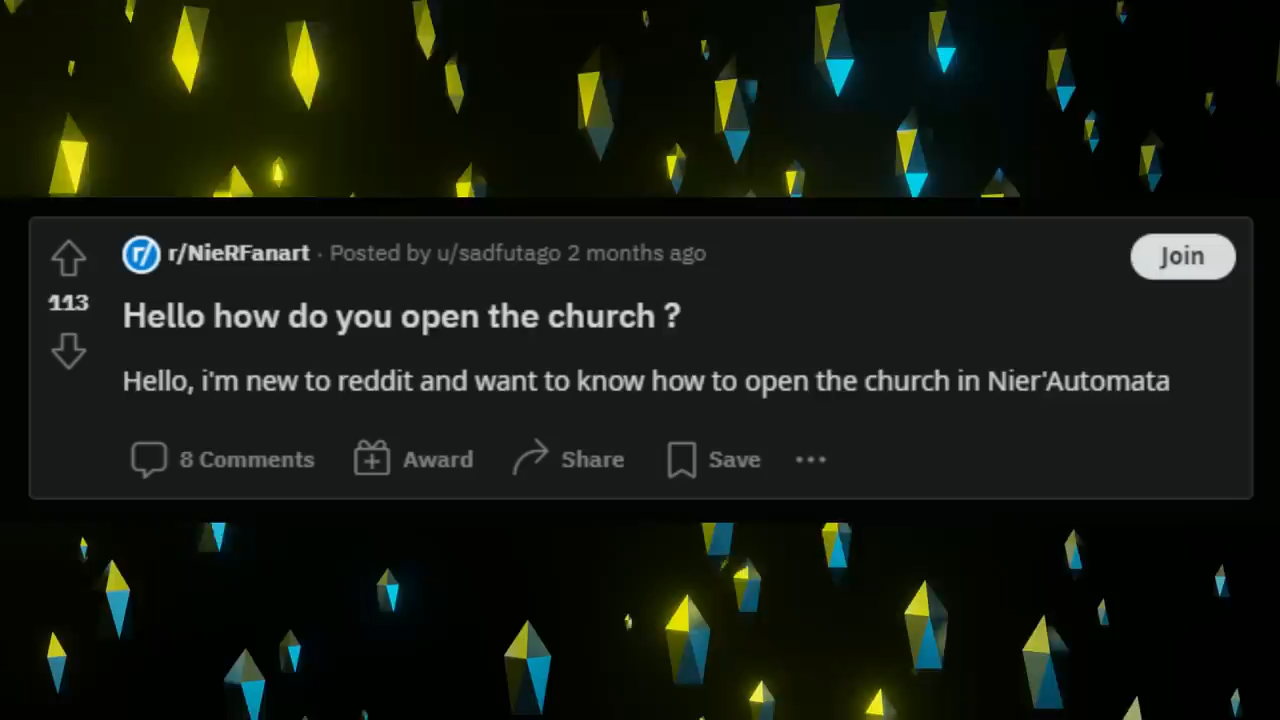 r/NieRFanart · Posted by u/sadfutago 2 months ago
Join
113
Hello how do you open the church ?
Hello, i'm new to reddit and want to know how to open the church in Nier'Automata
8 Comments Award Share Save